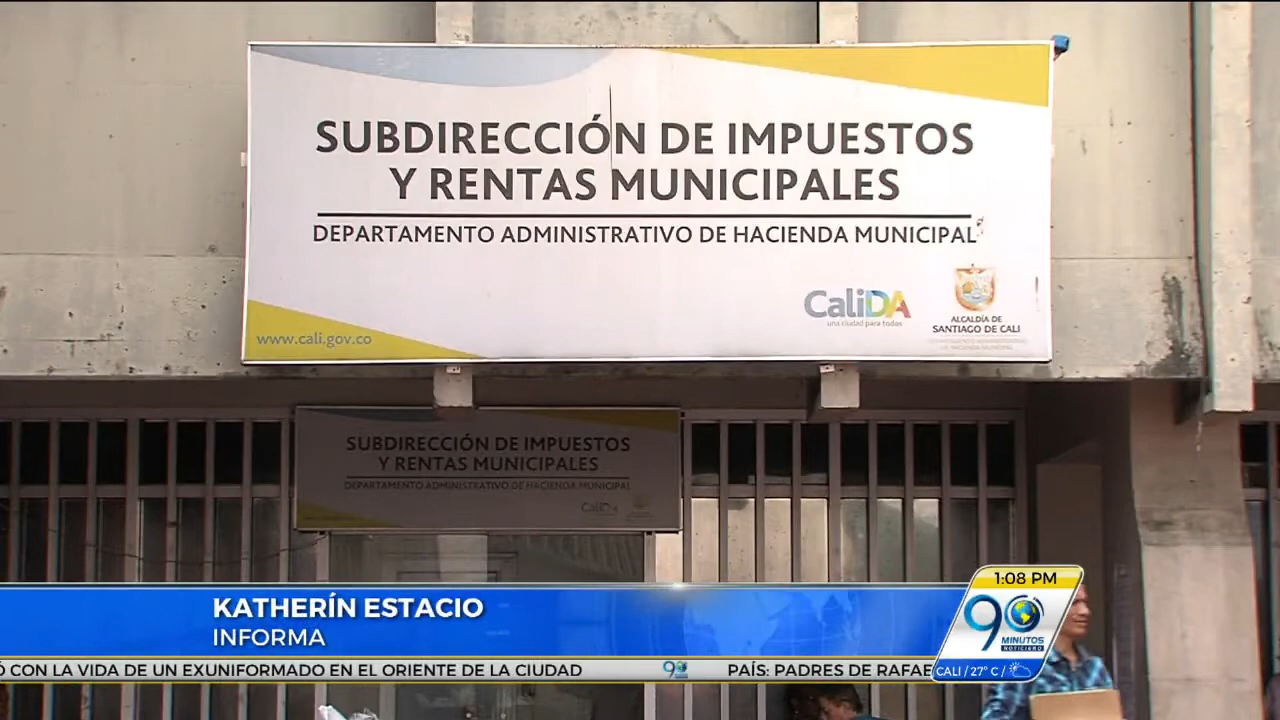 SUBDIRECCIÓN DE IMPUESTOS
Y RENTAS MUNICIPALES
DEPARTAMENTO ADMINISTRATIVO DE HACIENDA MUNICIPAL
CaliDA
una ciudad para todos
ALCALDÍA DE
SANTIAGO DE CALI
www.cali.gov.co
SUBDIRECCIÓN DE IMPUESTOS
Y RENTAS MUNICIPALES
DEPARTAMENTO ADMINISTRATIVO DE HACIENDA MUNICIPAL
CaliDA
1:08 PM
90
MINUTOS
NOTICIERO
CALI / 27° C /
KATHERÍN ESTACIO
INFORMA
Ó CON LA VIDA DE UN EXUNIFORMADO EN EL ORIENTE DE LA CIUDAD 90 PAÍS: PADRES DE RAFAE